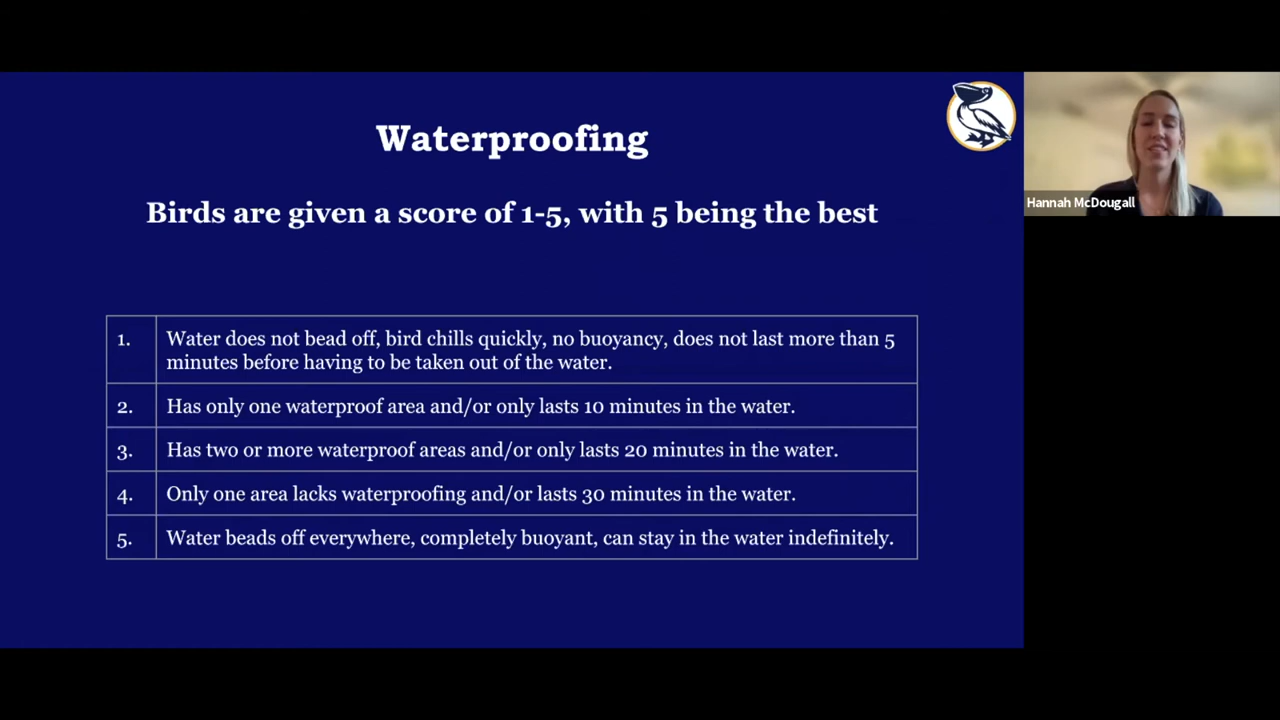 Waterproofing
Birds are given a score of 1-5, with 5 being the best
1. Water does not bead off, bird chills quickly, no buoyancy, does not last more than 5
minutes before having to be taken out of the water.
2. Has only one waterproof area and/or only lasts 10 minutes in the water.
3. Has two or more waterproof areas and/or only lasts 20 minutes in the water.
4. Only one area lacks waterproofing and/or lasts 30 minutes in the water.
5. Water beads off everywhere, completely buoyant, can stay in the water indefinitely.
Hannah McDougall